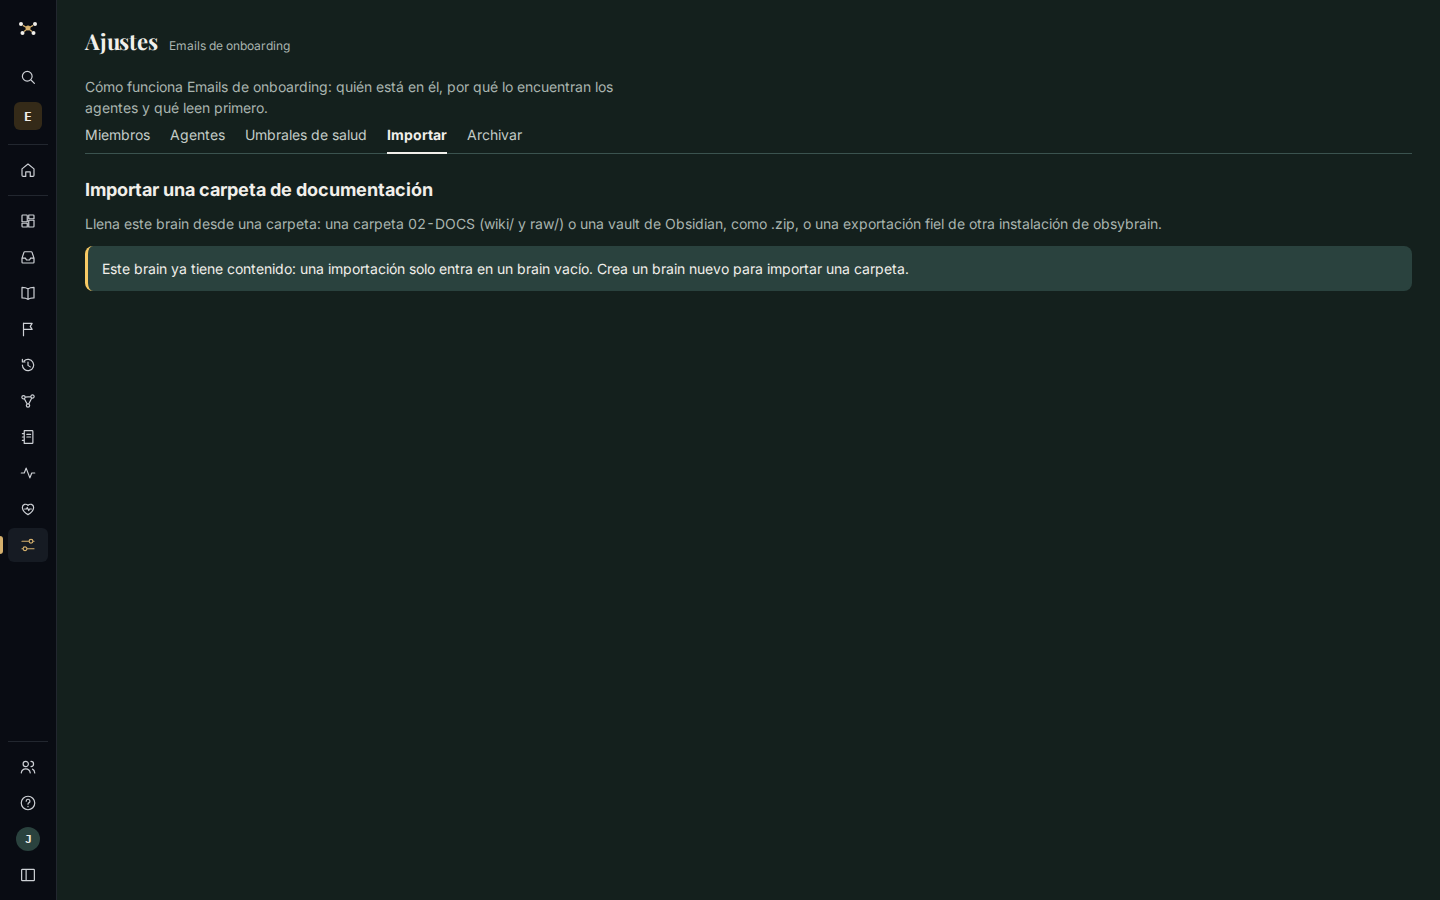 Ajustes Emails de onboarding
E
Cómo funciona Emails de onboarding: quién está en él, por qué lo encuentran los
agentes y qué leen primero.
Miembros Agentes Umbrales de salud Importar Archivar
Importar una carpeta de documentación
Llena este brain desde una carpeta: una carpeta 02-DOCS (wiki/ y raw/) o una vault de Obsidian, como .zip, o una exportación fiel de otra instalación de obsybrain.
Este brain ya tiene contenido: una importación solo entra en un brain vacío. Crea un brain nuevo para importar una carpeta.
J